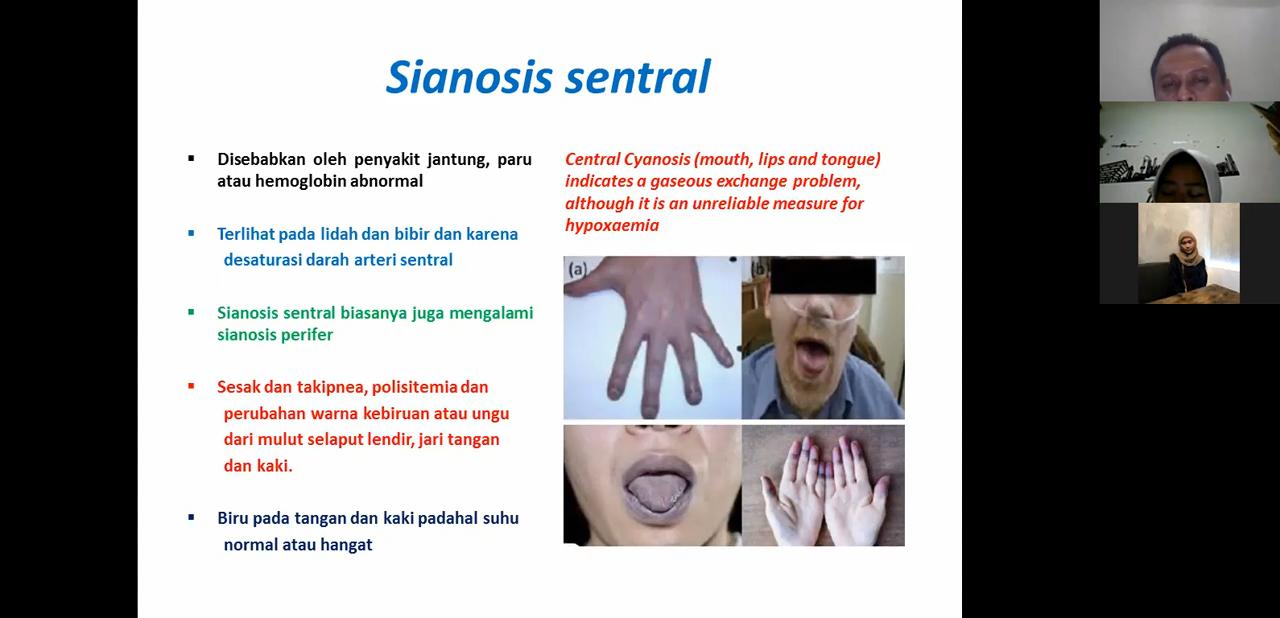 Sianosis sentral
▪ Disebabkan oleh penyakit jantung, paru
atau hemoglobin abnormal
▪ Terlihat pada lidah dan bibir dan karena
desaturasi darah arteri sentral
▪ Sianosis sentral biasanya juga mengalami
sianosis perifer
▪ Sesak dan takipnea, polisitemia dan
perubahan warna kebiruan atau ungu
dari mulut selaput lendir, jari tangan
dan kaki.
▪ Biru pada tangan dan kaki padahal suhu
normal atau hangat
Central Cyanosis (mouth, lips and tongue)
indicates a gaseous exchange problem,
although it is an unreliable measure for
hypoxaemia
(a)
(b)